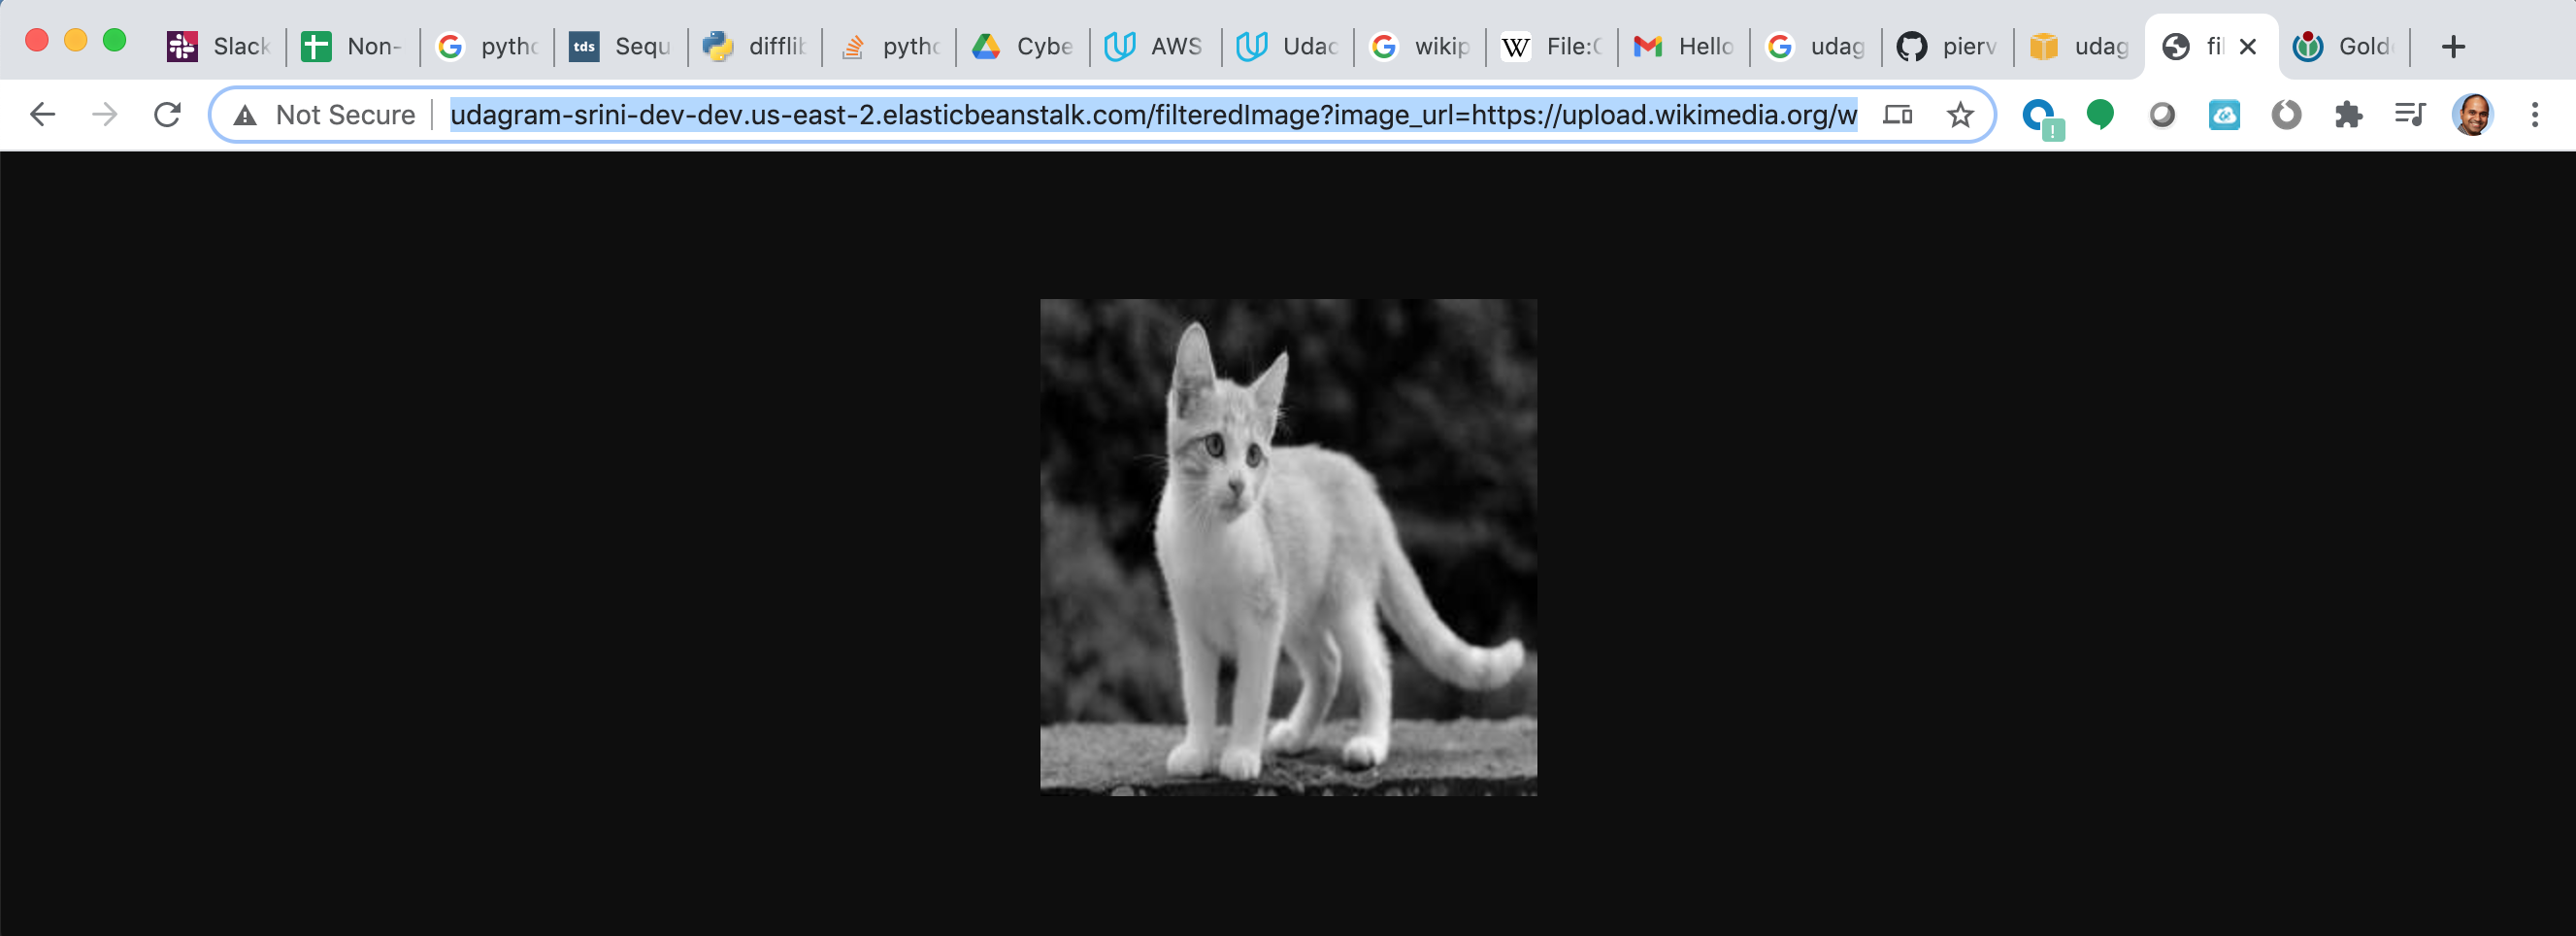 Slack Non- pytho tds Sequ difflib pytho Cybe AWS Udac wikip W File:C Hello udag pierv udag fil Gold
Not Secure udagram-srini-dev-dev.us-east-2.elasticbeanstalk.com/filteredImage?image_url=https://upload.wikimedia.org/w